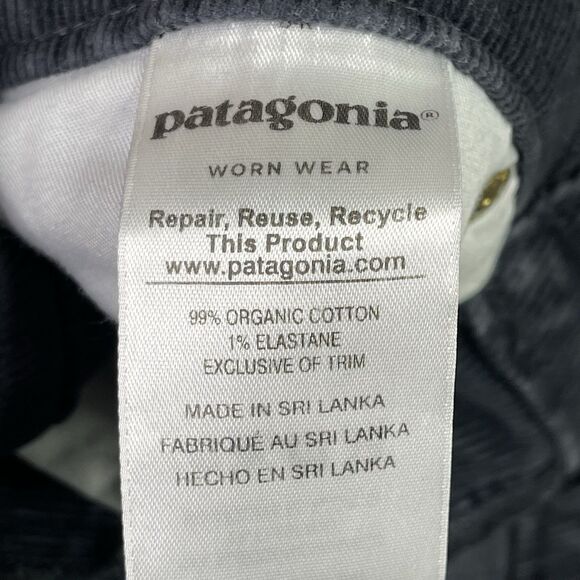 patagonia®
WORN WEAR
Repair, Reuse, Recycle
This Product
www.patagonia.com
99% ORGANIC COTTON
1% ELASTANE
EXCLUSIVE OF TRIM
MADE IN SRI LANKA
FABRIQUÉ AU SRI LANKA
HECHO EN SRI LANKA